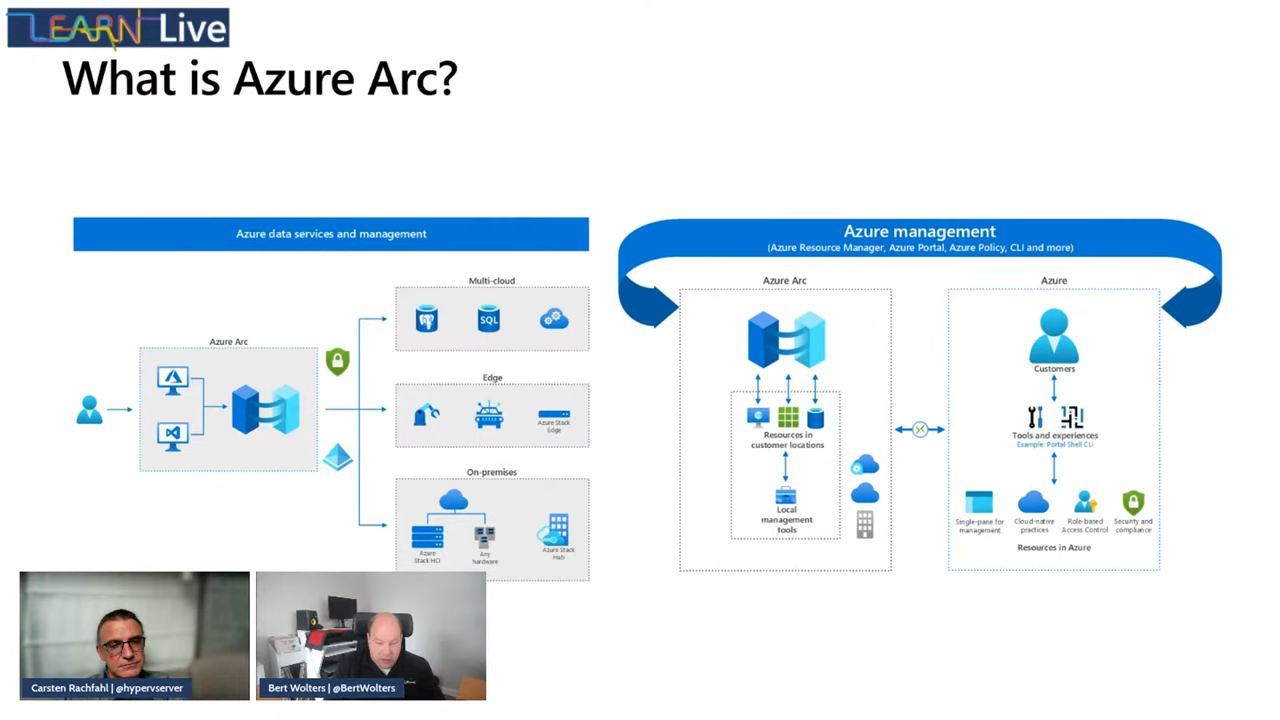 LEARN Live
What is Azure Arc?
Azure data services and management
Azure Arc
Multi-cloud
SQL
Edge
Azure Stack
Edge
On-premises
Azure
Stack HCI
Any
hardware
Azure Stack
Hub
Azure management
(Azure Resource Manager, Azure Portal, Azure Policy, CLI and more)
Azure Arc
Resources in
customer locations
Local
management
tools
Azure
Customers
Tools and experiences
Example: Portal Shell CLI
Single-pane for
management
Cloud-native
practices
Role-based
Access Control
Security and
compliance
Resources in Azure
Carsten Rachfahl | @hypervserver
Bert Wolters | @BertWolters